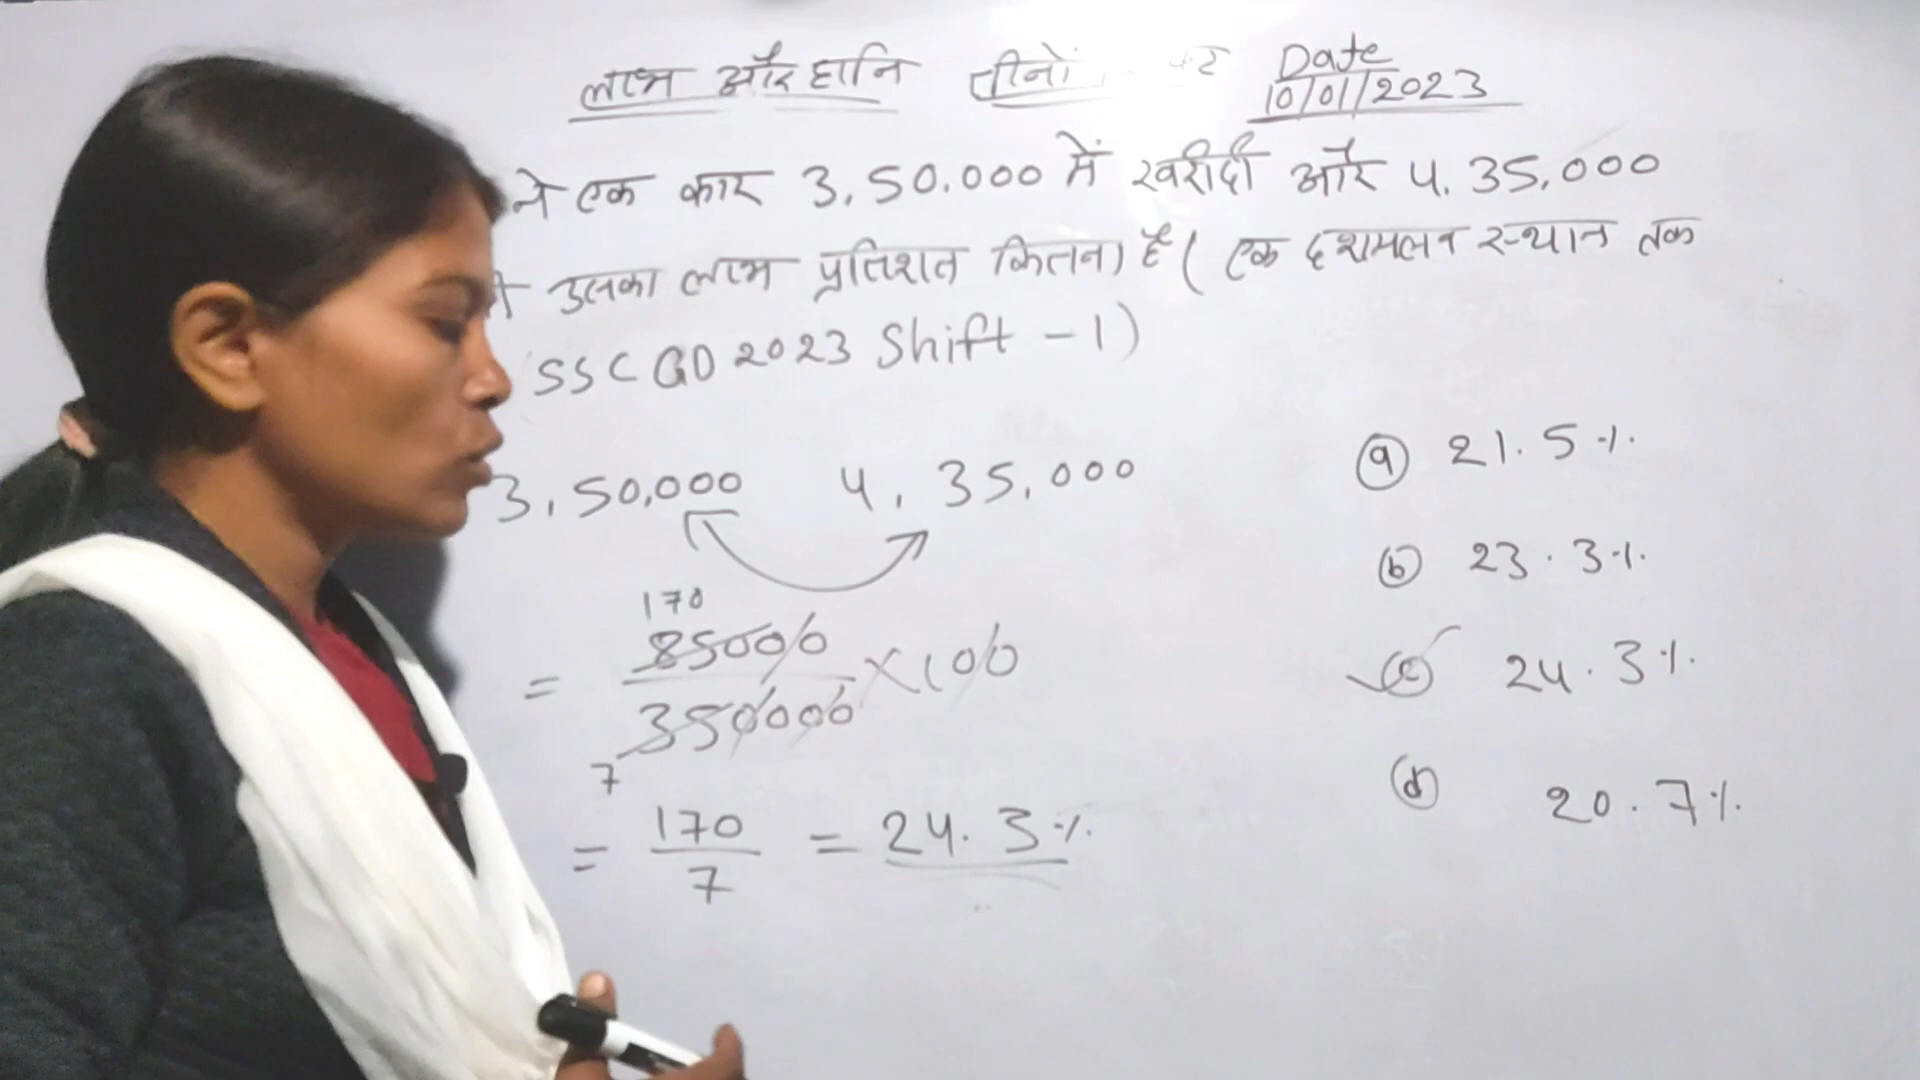 लाभ और हानि तीनों
Date
10/01/2023
ने एक कार 3,50,000 में खरीदी और 4,35,000
उसका लाभ प्रतिशत कितना है ( एक दशमलव स्थान तक
SSC GD 2023 Shift - 1)
3,50,000 4,35,000
170
= 85000/350000 × 100
7
= 170/7 = 24.3%
(a) 21.5%
(b) 23.3%
(c) 24.3%
(d) 20.7%